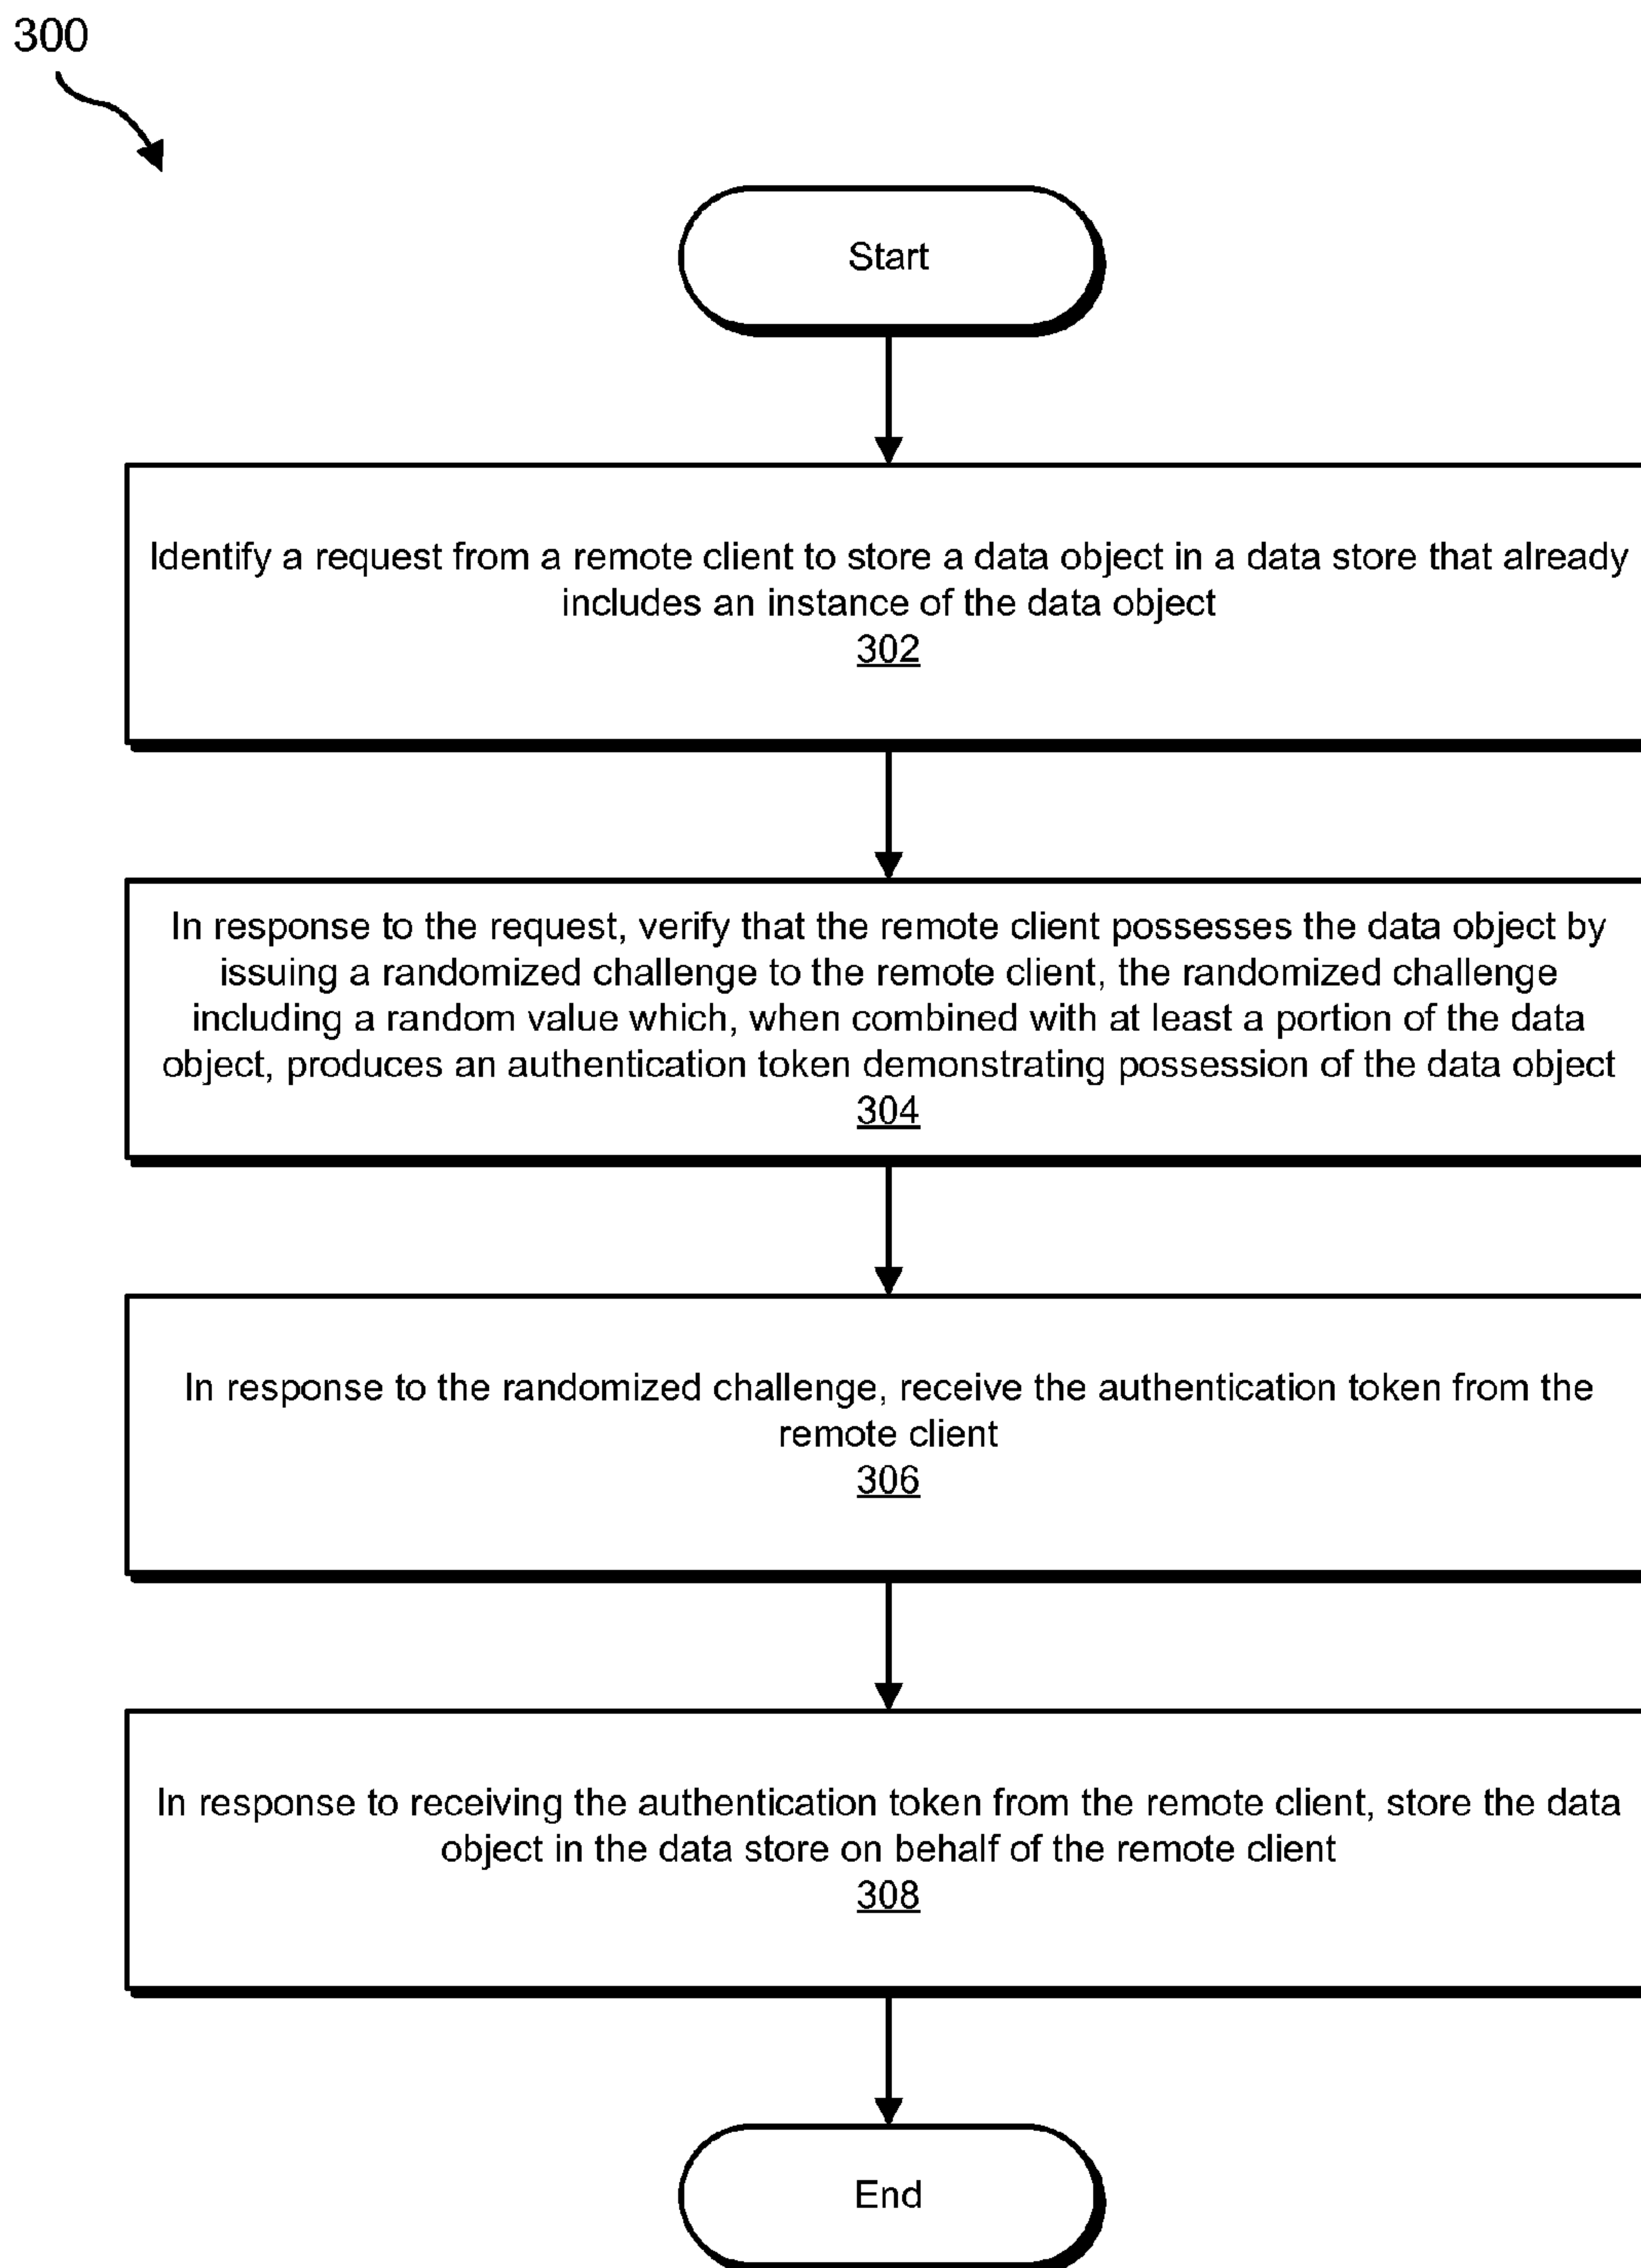 300
Start
Identify a request from a remote client to store a data object in a data store that already
includes an instance of the data object
302
In response to the request, verify that the remote client possesses the data object by
issuing a randomized challenge to the remote client, the randomized challenge
including a random value which, when combined with at least a portion of the data
object, produces an authentication token demonstrating possession of the data object
304
In response to the randomized challenge, receive the authentication token from the
remote client
306
In response to receiving the authentication token from the remote client, store the data
object in the data store on behalf of the remote client
308
End